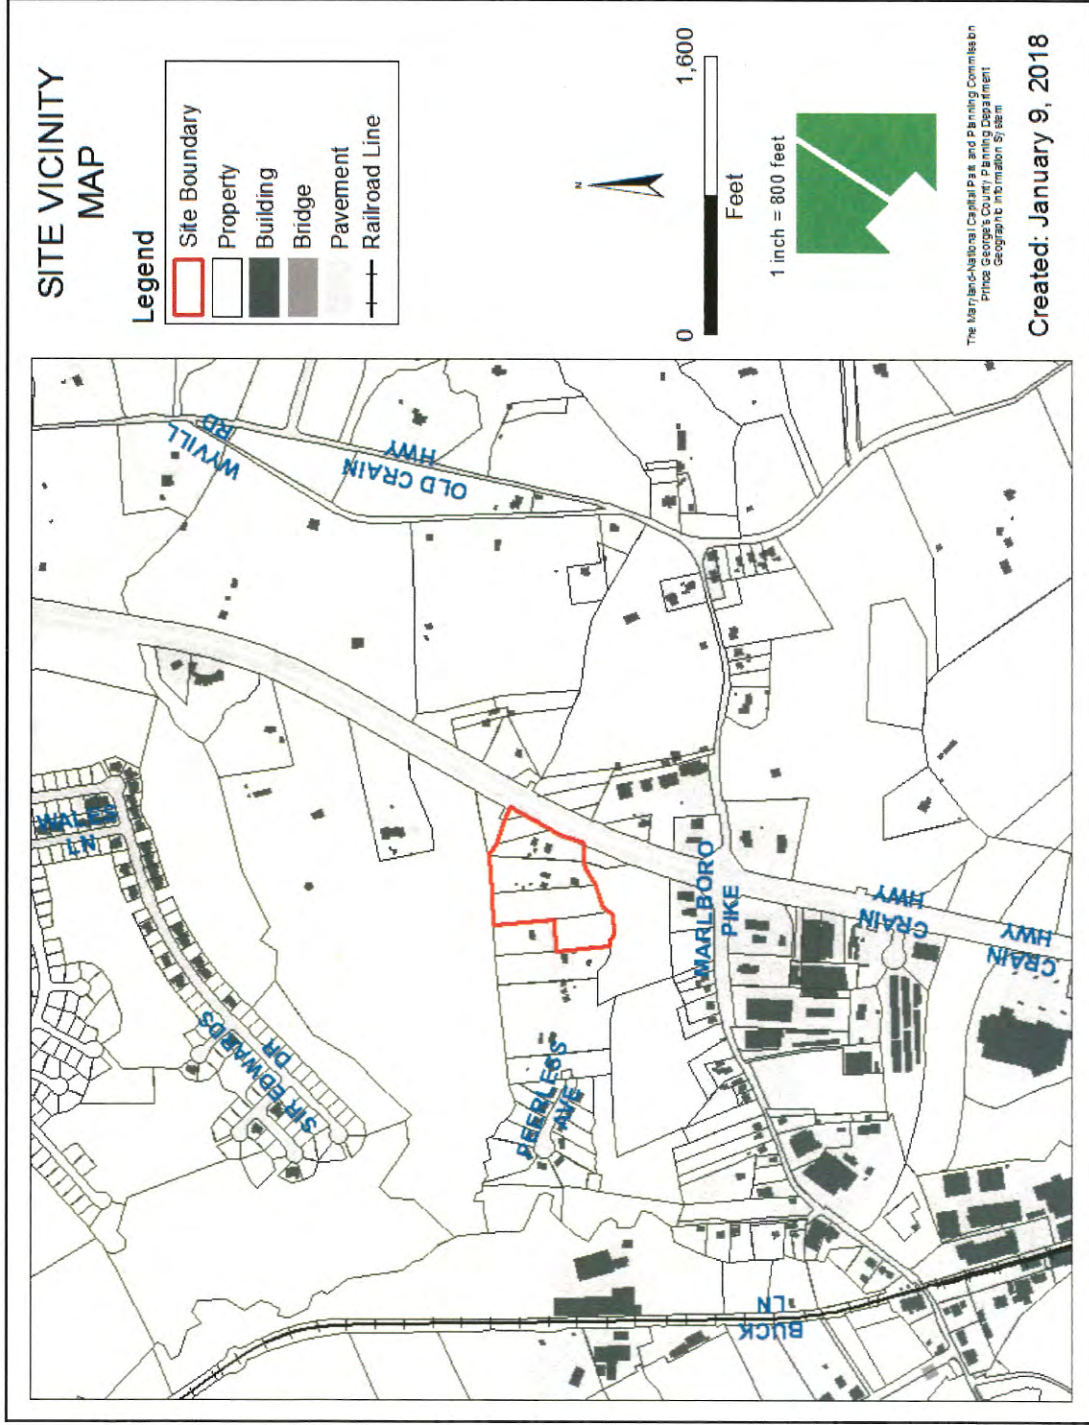 SITE VICINITY
MAP
Legend
Site Boundary
Property
Building
Bridge
Pavement
Railroad Line
N
0
1,600
Feet
1 inch = 800 feet
The Maryland-National Capital Park and Planning Commission
Prince George's County Planning Department
Geographic Information System
Created: January 9, 2018
WALES
LN
SIR EDWARDS
DR
WYVILL
RD
OLD CRAIN
HWY
PEERLESS
AVE
MARLBORO
PIKE
CRAIN
HWY
CRAIN
HWY
BUCK
LN